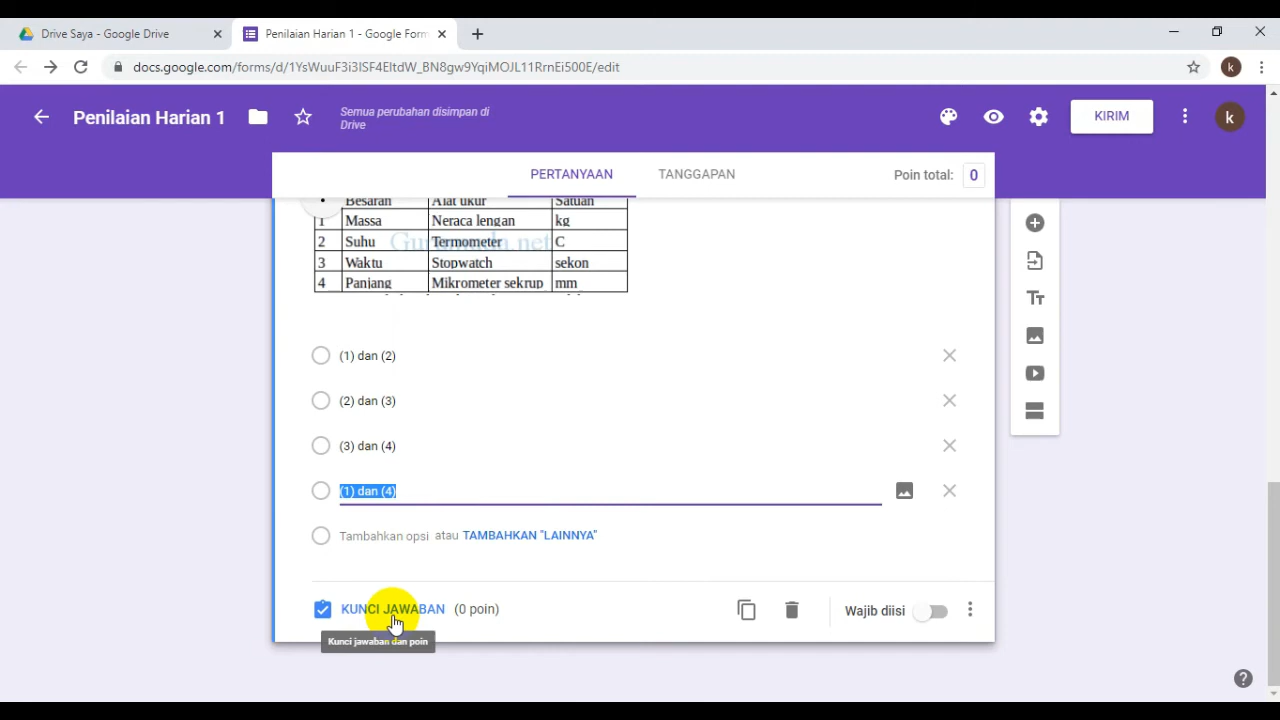 Drive Saya - Google Drive
Penilaian Harian 1 - Google Form
docs.google.com/forms/d/1YsWuuF3i3ISF4EItdW_BN8gw9YqiMOJL11RrnEi500E/edit
k
Penilaian Harian 1
Semua perubahan disimpan di
Drive
KIRIM
k
PERTANYAAN
TANGGAPAN
Poin total: 0
Besaran Alat ukur Satuan
1 Massa Neraca lengan kg
2 Suhu Termometer C
3 Waktu Stopwatch sekon
4 Panjang Mikrometer sekrup mm
(1) dan (2)
(2) dan (3)
(3) dan (4)
(1) dan (4)
Tambahkan opsi atau TAMBAHKAN "LAINNYA"
KUNCI JAWABAN (0 poin)
Wajib diisi
Kunci jawaban dan poin